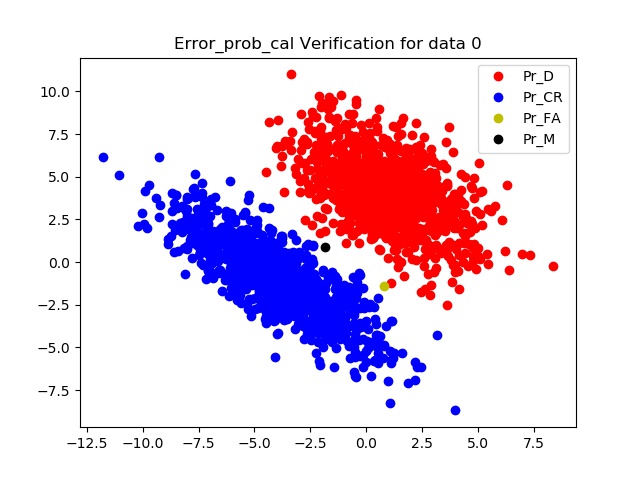 Error_prob_cal Verification for data 0
Pr_D
Pr_CR
Pr_FA
Pr_M
10.0
7.5
5.0
2.5
0.0
−2.5
−5.0
−7.5
−12.5 −10.0 −7.5 −5.0 −2.5 0.0 2.5 5.0 7.5